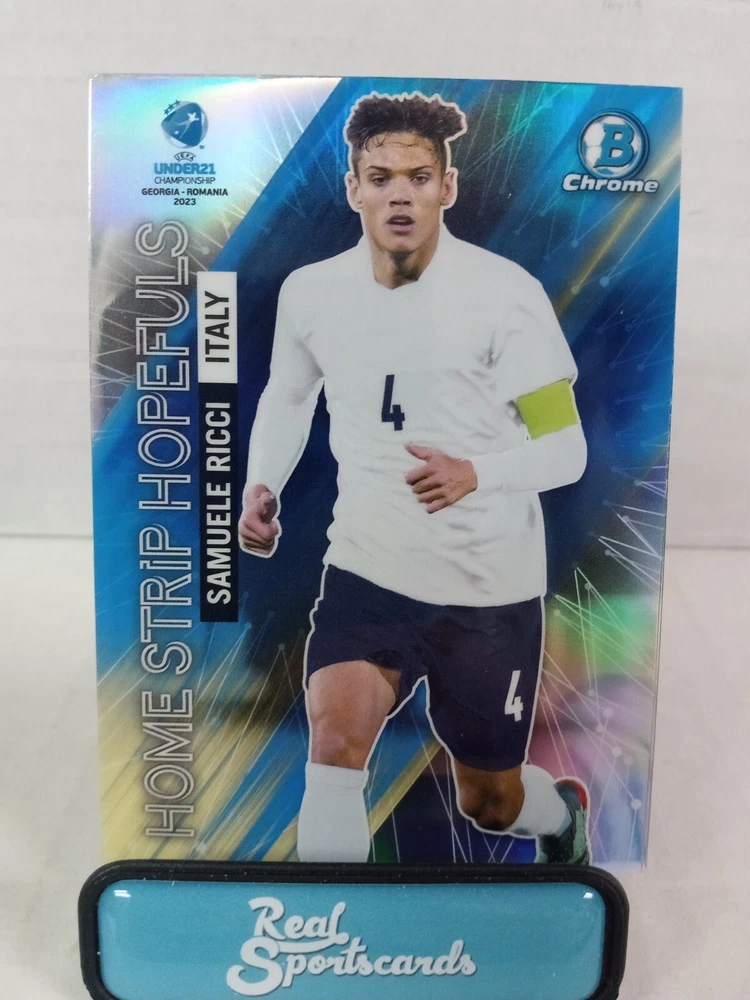 UEFA
UNDER21
CHAMPIONSHIP
GEORGIA - ROMANIA
2023
B
Chrome
HOME STRIP HOPEFULS
SAMUELE RICCI ITALY
4
4
Real
Sportscards